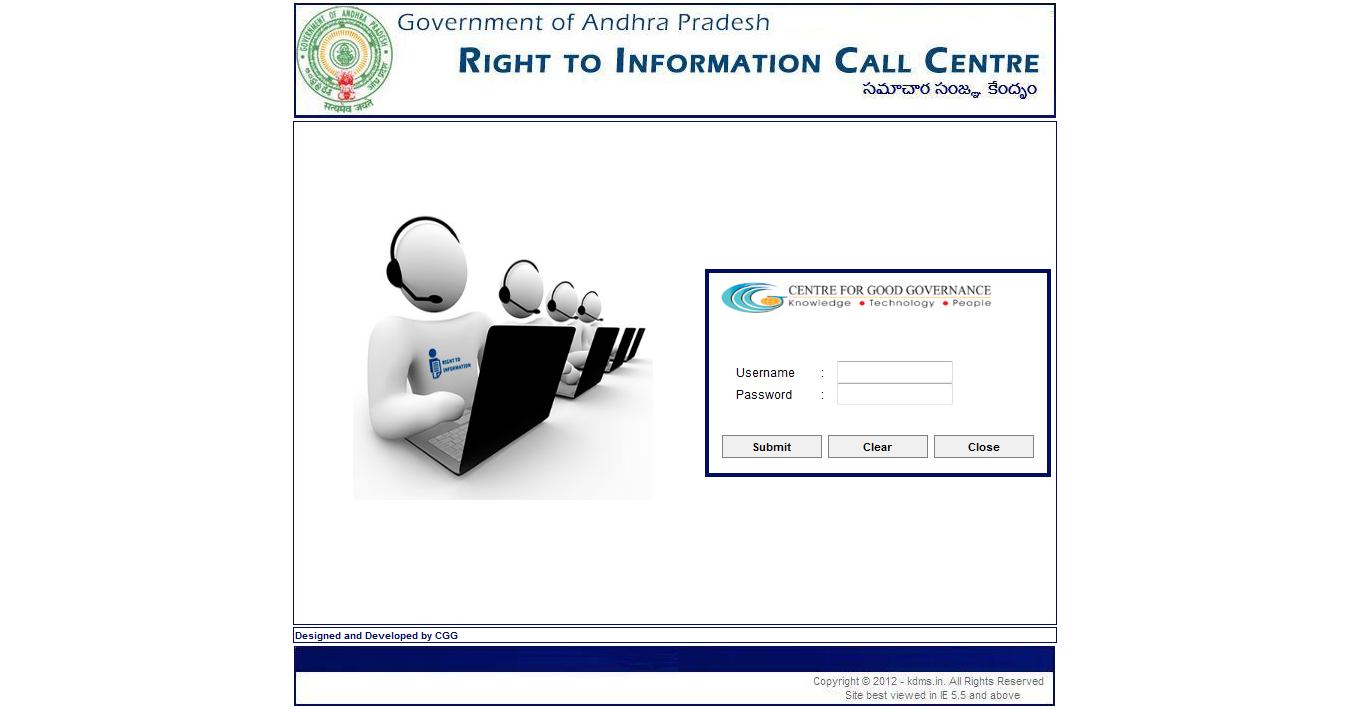 Government of Andhra Pradesh
RIGHT TO INFORMATION CALL CENTRE
సమాచార సంజ్ఞ కేంద్రం
GOVERNMENT OF ANDHRA PRADESH
सत्यमेव जयते
RIGHT TO
INFORMATION
CENTRE FOR GOOD GOVERNANCE
Knowledge • Technology • People
Username :
Password :
Submit Clear Close
Designed and Developed by CGG
Copyright © 2012 - kdms.in. All Rights Reserved
Site best viewed in IE 5.5 and above